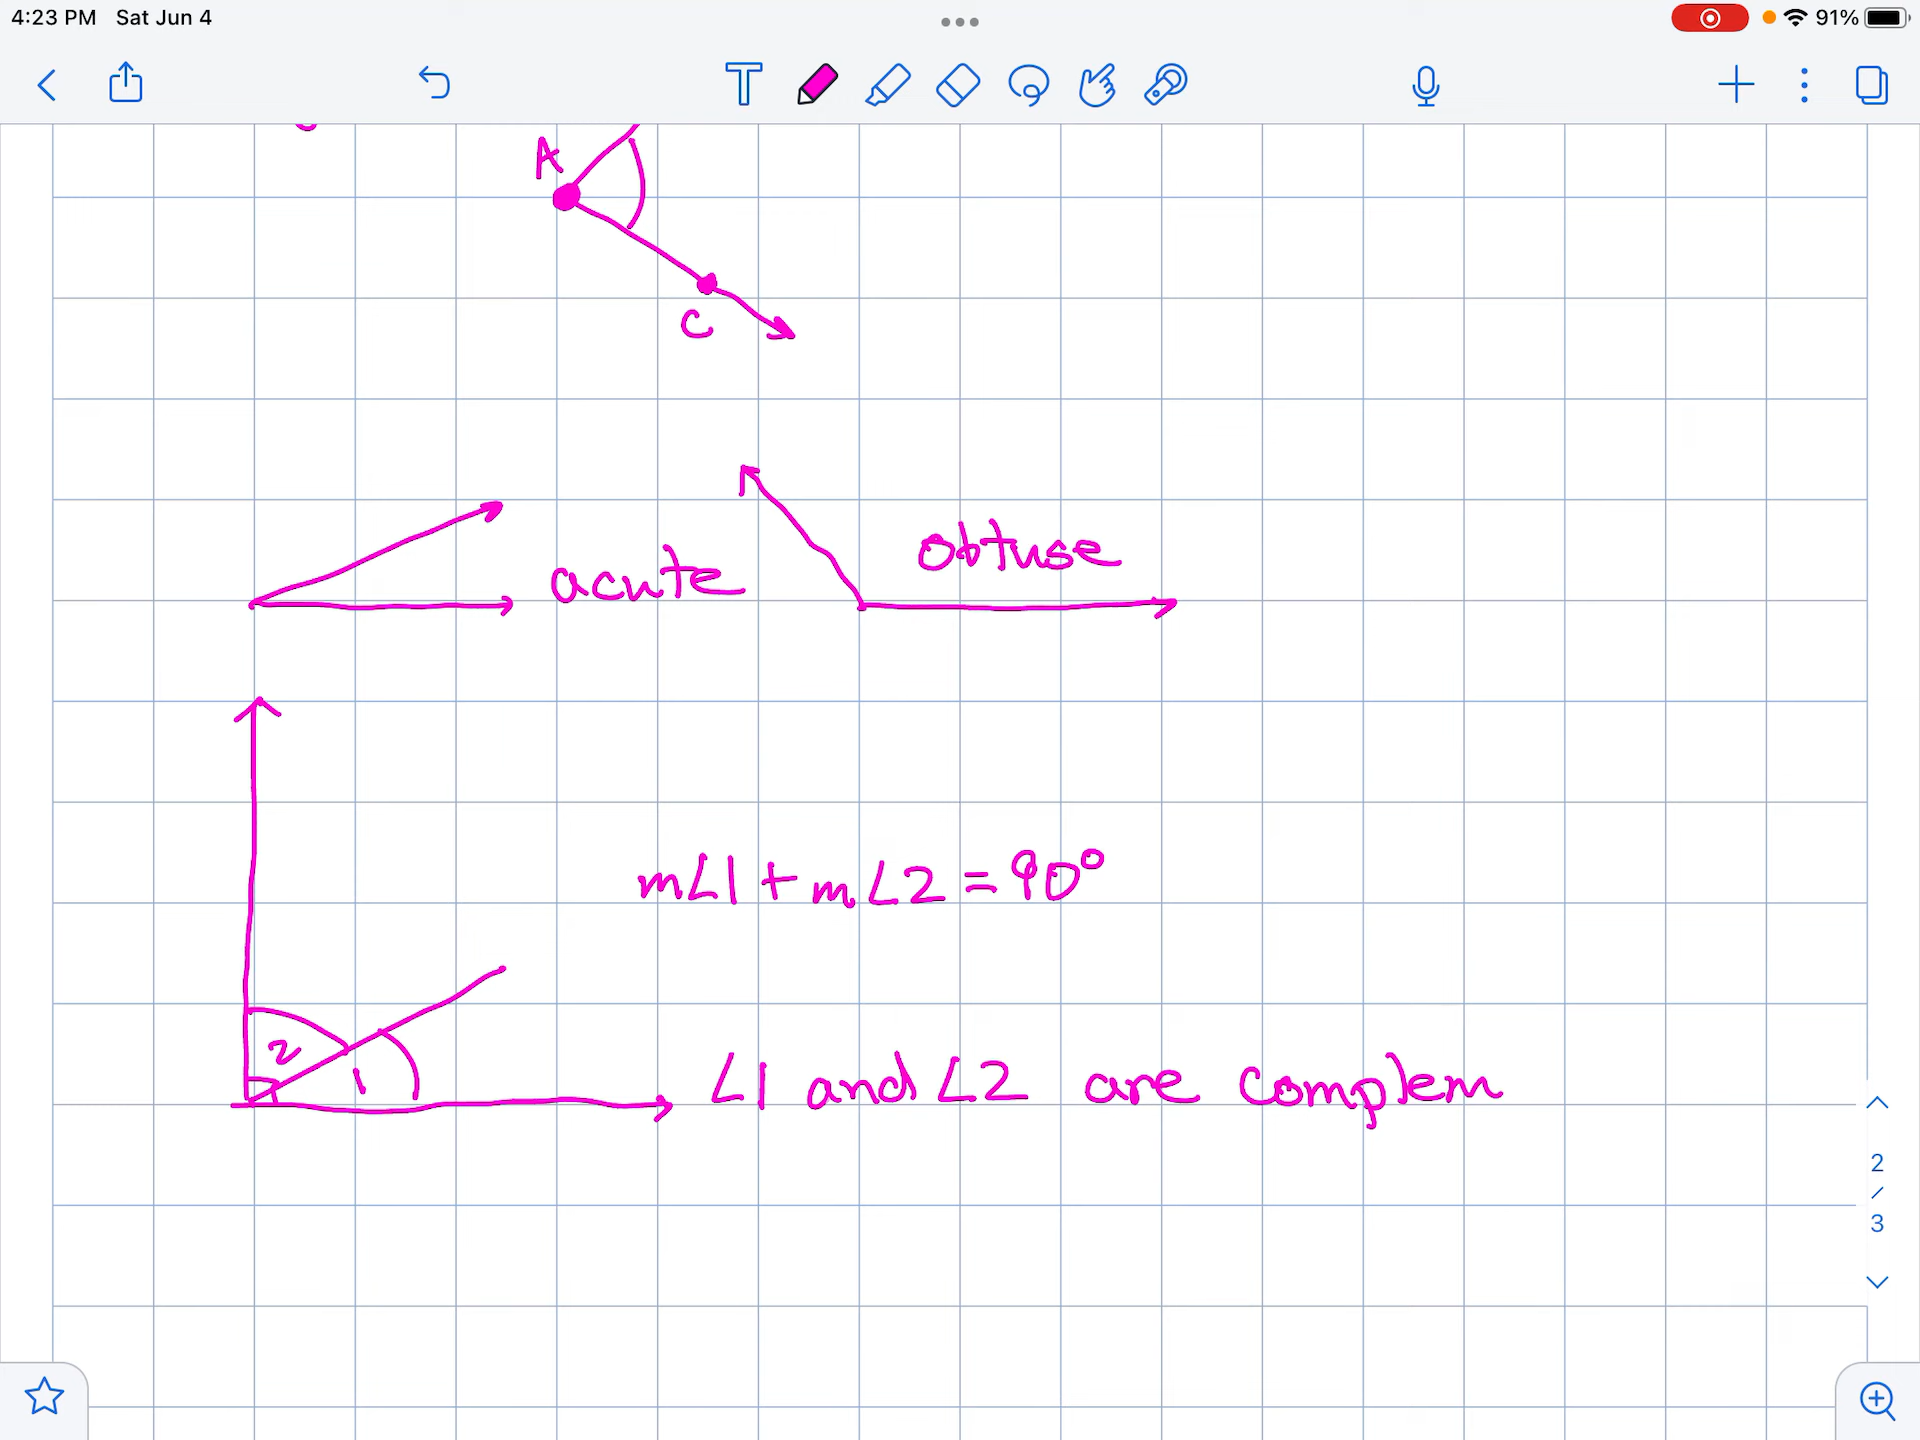 4:23 PM Sat Jun 4
91%
T
A
C
acute
obtuse
m∠1 + m∠2 = 90°
2
1
∠1 and ∠2 are complem
2
/
3